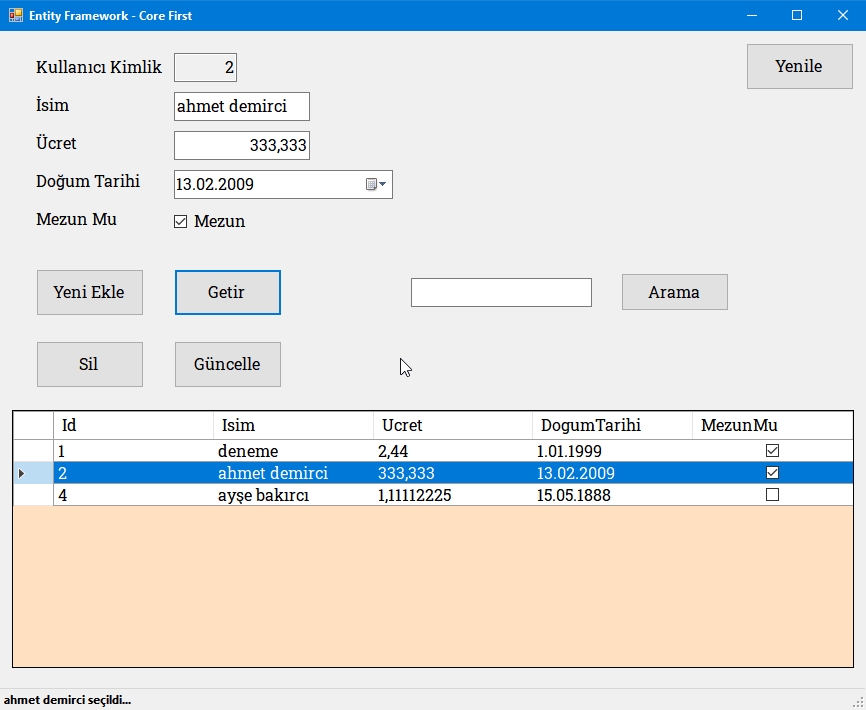 Entity Framework - Core First
Kullanıcı Kimlik 2 Yenile
İsim ahmet demirci
Ücret 333,333
Doğum Tarihi 13.02.2009
Mezun Mu Mezun
Yeni Ekle Getir Arama
Sil Güncelle
Id Isim Ucret DogumTarihi MezunMu
1 deneme 2,44 1.01.1999
2 ahmet demirci 333,333 13.02.2009
4 ayşe bakırcı 1,11112225 15.05.1888
ahmet demirci seçildi...